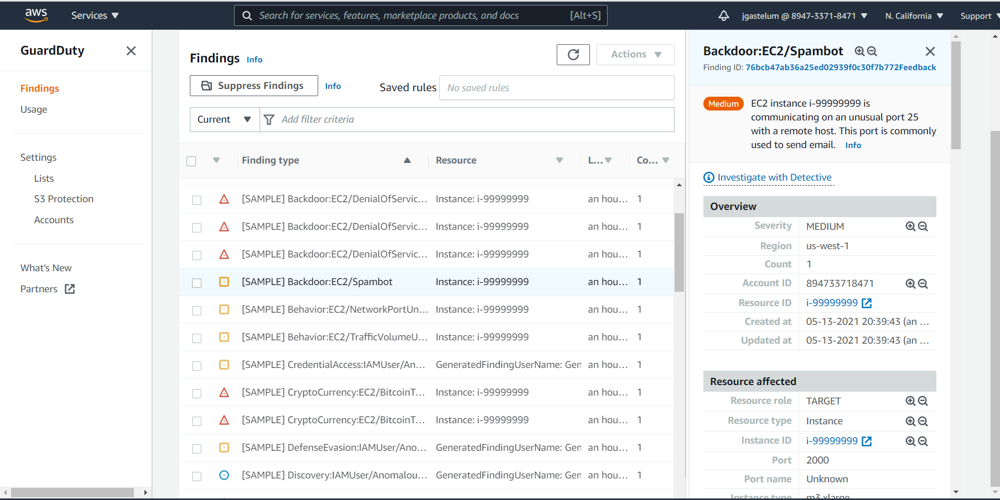 aws
Services
Search for services, features, marketplace products, and docs [Alt+S]
jgastelum @ 8947-3371-8471
N. California
Support
GuardDuty
Findings
Usage
Settings
Lists
S3 Protection
Accounts
What's New
Partners
Findings Info
Actions
Suppress Findings Info
Saved rules No saved rules
Current Add filter criteria
Finding type Resource L... Co...
[SAMPLE] Backdoor:EC2/DenialOfServic... Instance: i-99999999 an hou... 1
[SAMPLE] Backdoor:EC2/DenialOfServic... Instance: i-99999999 an hou... 1
[SAMPLE] Backdoor:EC2/DenialOfServic... Instance: i-99999999 an hou... 1
[SAMPLE] Backdoor:EC2/Spambot Instance: i-99999999 an hou... 1
[SAMPLE] Behavior:EC2/NetworkPortUn... Instance: i-99999999 an hou... 1
[SAMPLE] Behavior:EC2/TrafficVolumeU... Instance: i-99999999 an hou... 1
[SAMPLE] CredentialAccess:IAMUser/An... GeneratedFindingUserName: Gen an hou... 1
[SAMPLE] CryptoCurrency:EC2/BitcoinT... Instance: i-99999999 an hou... 1
[SAMPLE] CryptoCurrency:EC2/BitcoinT... Instance: i-99999999 an hou... 1
[SAMPLE] DefenseEvasion:IAMUser/Ano... GeneratedFindingUserName: Gen an hou... 1
[SAMPLE] Discovery:IAMUser/Anomalou... GeneratedFindingUserName: Gen an hou... 1
Backdoor:EC2/Spambot
Finding ID: 76bcb47ab36a25ed02939f0c30f7b772Feedback
Medium EC2 instance i-99999999 is
communicating on an unusual port 25
with a remote host. This port is commonly
used to send email. Info
Investigate with Detective
Overview
Severity MEDIUM
Region us-west-1
Count 1
Account ID 894733718471
Resource ID i-99999999
Created at 05-13-2021 20:39:43 (an ...
Updated at 05-13-2021 20:39:43 (an ...
Resource affected
Resource role TARGET
Resource type Instance
Instance ID i-99999999
Port 2000
Port name Unknown
Instance type m3.xlarge